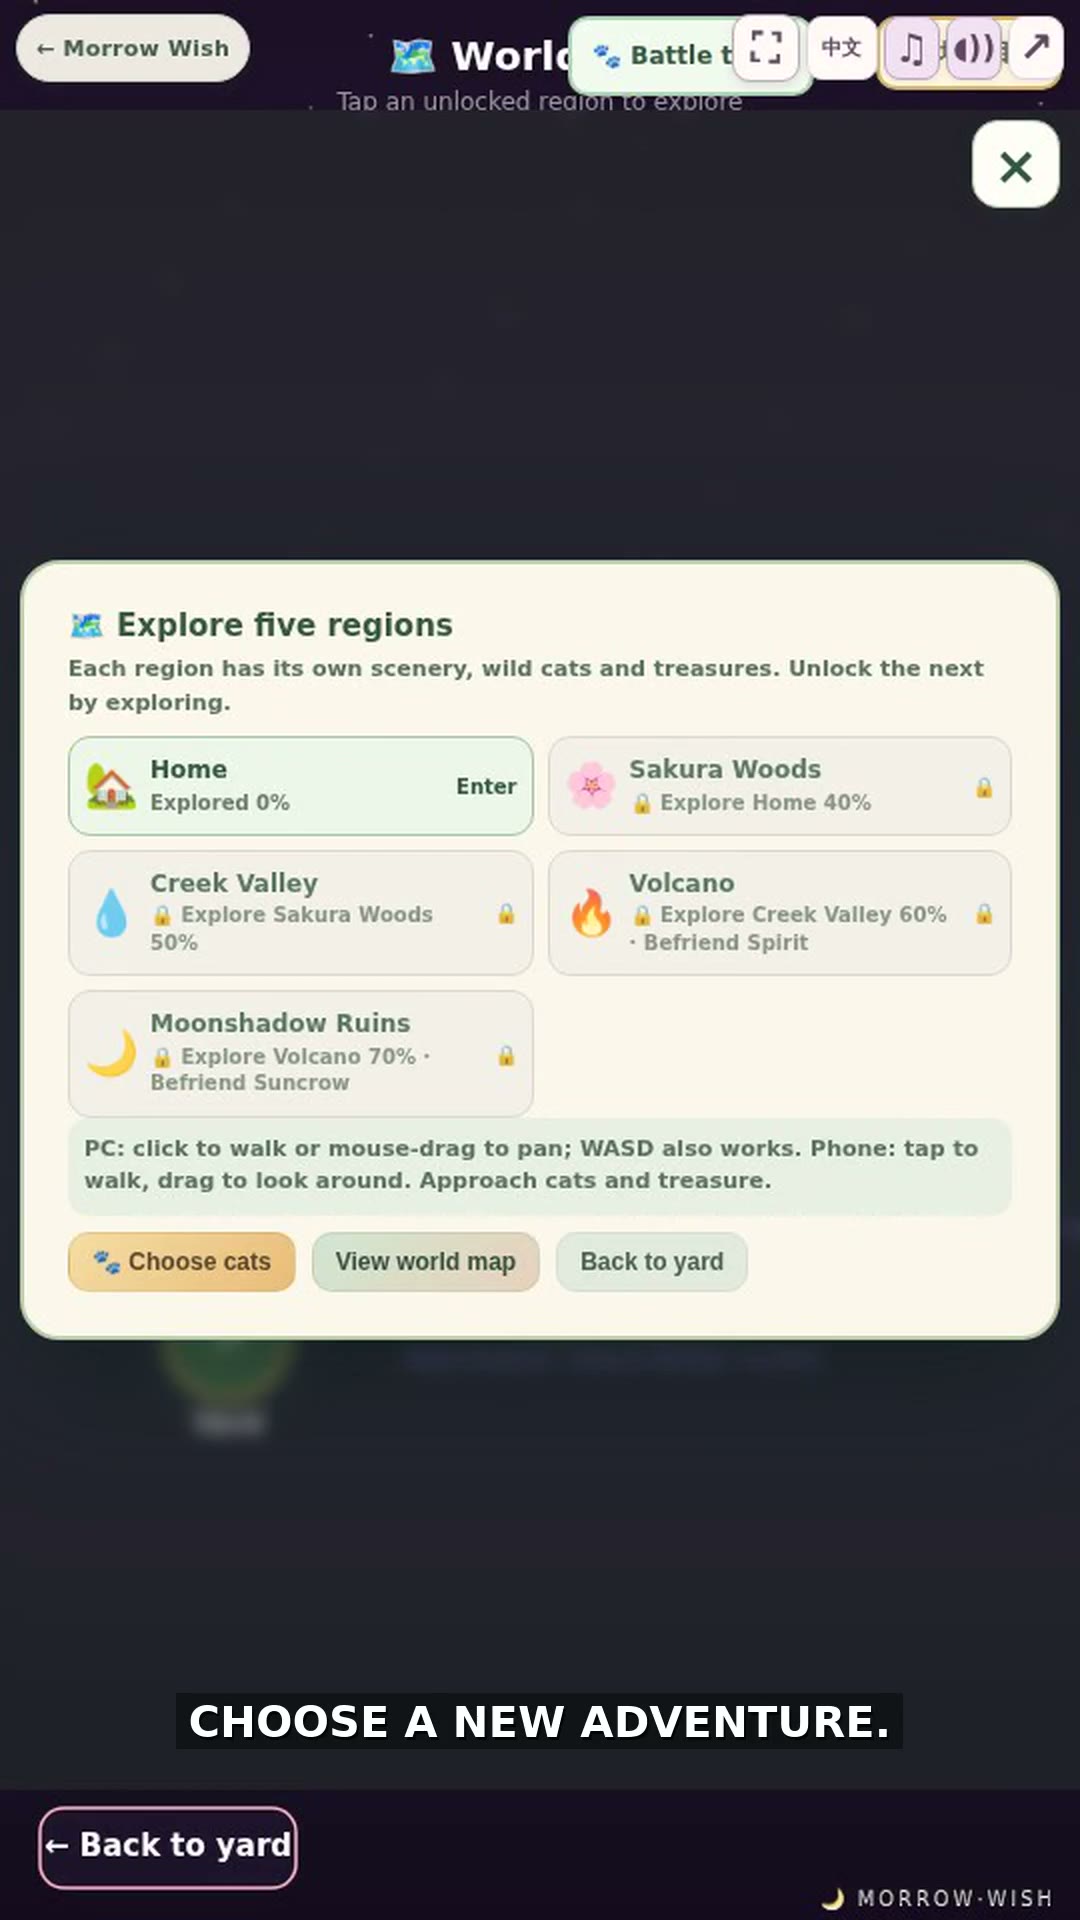 ← Morrow Wish
Worl
Battle t
中文
Tap an unlocked region to explore
Explore five regions
Each region has its own scenery, wild cats and treasures. Unlock the next
by exploring.
Home
Explored 0%
Enter
Sakura Woods
Explore Home 40%
Creek Valley
Explore Sakura Woods
50%
Volcano
Explore Creek Valley 60%
· Befriend Spirit
Moonshadow Ruins
Explore Volcano 70% ·
Befriend Suncrow
PC: click to walk or mouse-drag to pan; WASD also works. Phone: tap to
walk, drag to look around. Approach cats and treasure.
Choose cats
View world map
Back to yard
CHOOSE A NEW ADVENTURE.
← Back to yard
MORROW·WISH